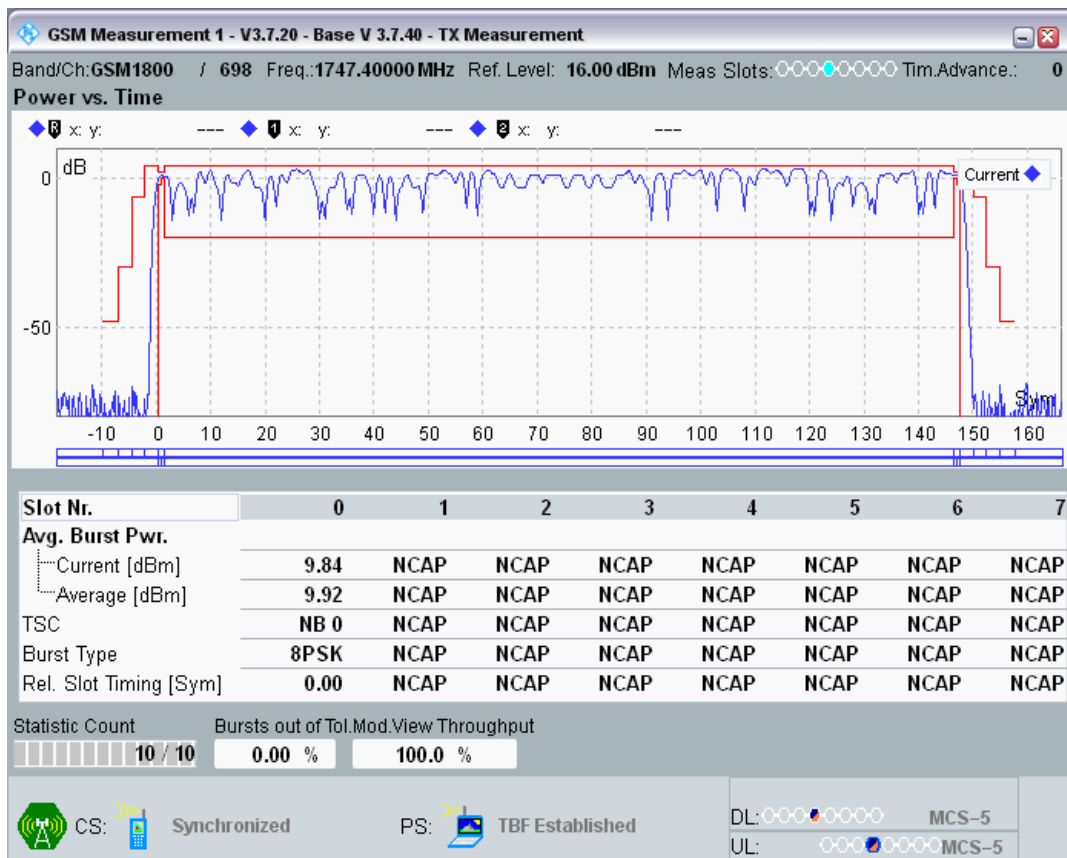 GSM Measurement 1 - V3.7.20 - Base V 3.7.40 - TX Measurement
Band/Ch:GSM1800 / 698 Freq.:1747.40000 MHz Ref. Level: 16.00 dBm Meas Slots: Tim.Advance.: 0
Power vs. Time
R x: y: --- 1 x: y: --- 2 x: y: ---
dB
Current
0
-50
Sym
-10 0 10 20 30 40 50 60 70 80 90 100 110 120 130 140 150 160
Slot Nr. 0 1 2 3 4 5 6 7
Avg. Burst Pwr.
Current [dBm] 9.84 NCAP NCAP NCAP NCAP NCAP NCAP NCAP
Average [dBm] 9.92 NCAP NCAP NCAP NCAP NCAP NCAP NCAP
TSC NB 0 NCAP NCAP NCAP NCAP NCAP NCAP NCAP
Burst Type 8PSK NCAP NCAP NCAP NCAP NCAP NCAP NCAP
Rel. Slot Timing [Sym] 0.00 NCAP NCAP NCAP NCAP NCAP NCAP NCAP
Statistic Count Bursts out of Tol.Mod.View Throughput
10 / 10 0.00 % 100.0 %
CS: Synchronized PS: TBF Established
DL: MCS-5
UL: MCS-5